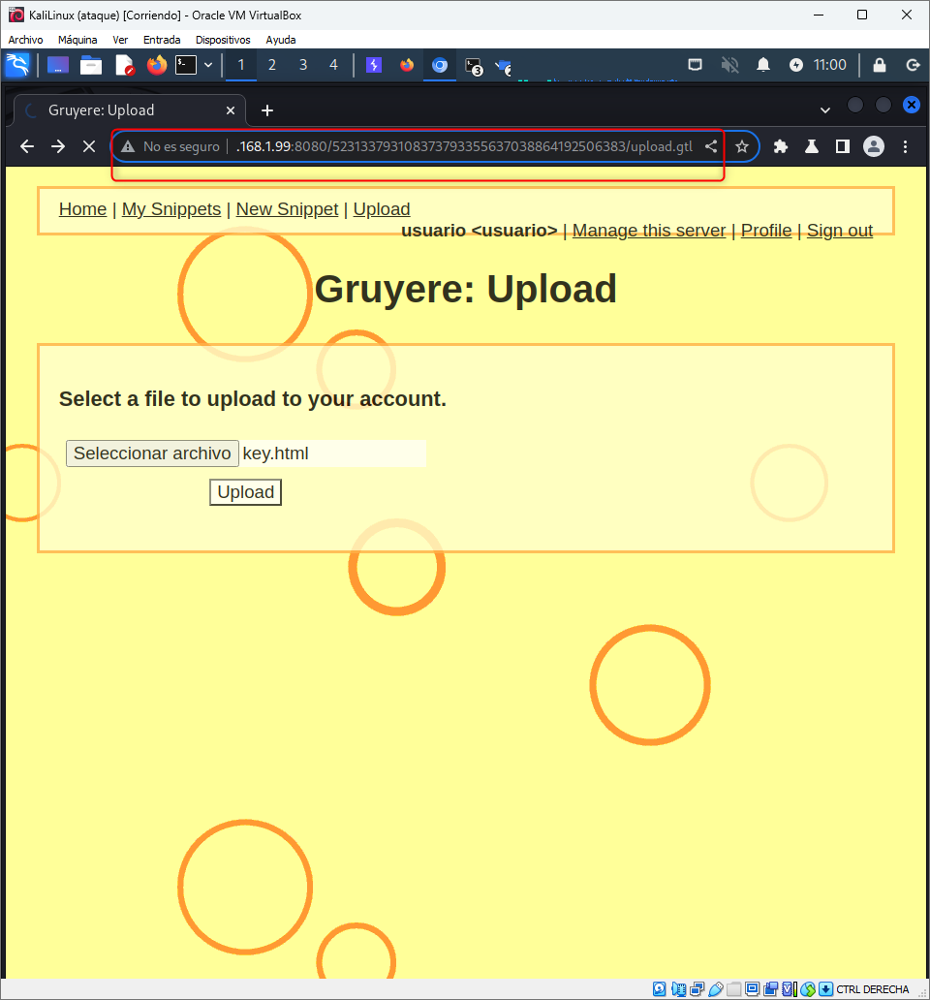 KaliLinux (ataque) [Corriendo] - Oracle VM VirtualBox
Archivo Máquina Ver Entrada Dispositivos Ayuda
1 2 3 4 3 2 11:00
Gruyere: Upload
No es seguro .168.1.99:8080/523133793108373793355637038864192506383/upload.gtl
Home | My Snippets | New Snippet | Upload
usuario <usuario> | Manage this server | Profile | Sign out
Gruyere: Upload
Select a file to upload to your account.
Seleccionar archivo key.html
Upload
CTRL DERECHA